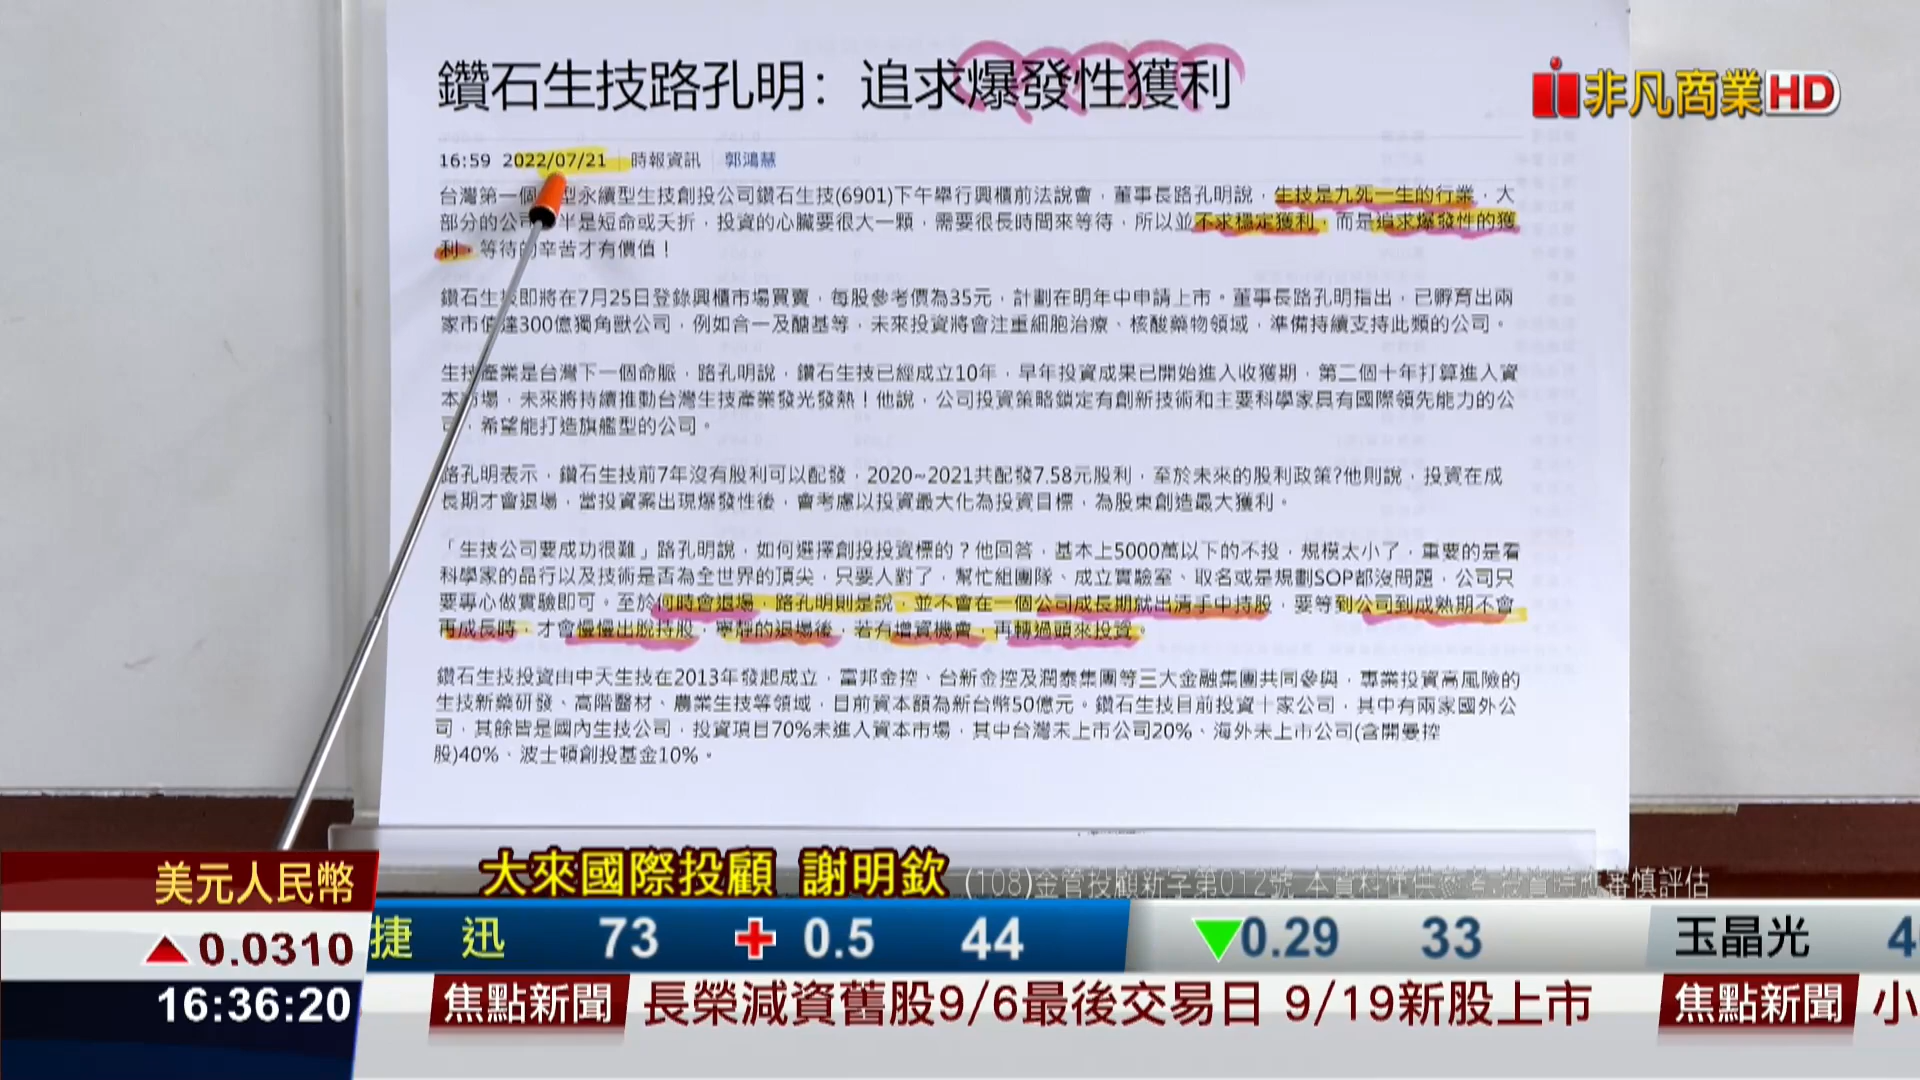 鑽石生技路孔明：追求爆發性獲利
非凡商業HD
16:59 2022/07/21 時報資訊 郭鴻慧
台灣第一個 型永續型生技創投公司鑽石生技(6901)下午舉行興櫃前法說會，董事長路孔明說，生技是九死一生的行業，大
部分的公司 半是短命或夭折，投資的心臟要很大一顆，需要很長時間來等待，所以並不求穩定獲利，而是追求爆發性的獲
利，等待的辛苦才有價值！
鑽石生技即將在7月25日登錄興櫃市場買賣，每股參考價為35元，計劃在明年中申請上市。董事長路孔明指出，已孵育出兩
家市值達300億獨角獸公司，例如合一及醣基等，未來投資將會注重細胞治療、核酸藥物領域，準備持續支持此類的公司。
生技產業是台灣下一個命脈，路孔明說，鑽石生技已經成立10年，早年投資成果已開始進入收獲期，第二個十年打算進入資
本市場，未來將持續推動台灣生技產業發光發熱！他說，公司投資策略鎖定有創新技術和主要科學家具有國際領先能力的公
司，希望能打造旗艦型的公司。
路孔明表示，鑽石生技前7年沒有股利可以配發，2020~2021共配發7.58元股利，至於未來的股利政策?他則說，投資在成
長期才會退場，當投資案出現爆發性後，會考慮以投資最大化為投資目標，為股東創造最大獲利。
「生技公司要成功很難」路孔明說，如何選擇創投投資標的？他回答，基本上5000萬以下的不投，規模太小了，重要的是看
科學家的品行以及技術是否為全世界的頂尖，只要人對了，幫忙組團隊、成立實驗室、取名或是規劃SOP都沒問題，公司只
要專心做實驗即可。至於何時會退場，路孔明則是說，並不會在一個公司成長期就出清手中持股，要等到公司到成熟期不會
再成長時，才會慢慢出脫持股，寧靜的退場後，若有增資機會，再轉過頭來投資。
鑽石生技投資由中天生技在2013年發起成立，富邦金控、台新金控及潤泰集團等三大金融集團共同參與，專業投資高風險的
生技新藥研發、高階醫材、農業生技等領域，目前資本額為新台幣50億元。鑽石生技目前投資十家公司，其中有兩家國外公
司，其餘皆是國內生技公司，投資項目70%未進入資本市場，其中台灣未上市公司20%、海外未上市公司(含開曼控
股)40%、波士頓創投基金10%。
美元人民幣
大來國際投顧 謝明欽
(108)金管投顧新字第012號 本資料僅供參考,投資時應審慎評估
▲0.0310
捷 迅 73 + 0.5 44 ▼0.29 33 玉晶光 4
16:36:20
焦點新聞 長榮減資舊股9/6最後交易日 9/19新股上市 焦點新聞 小